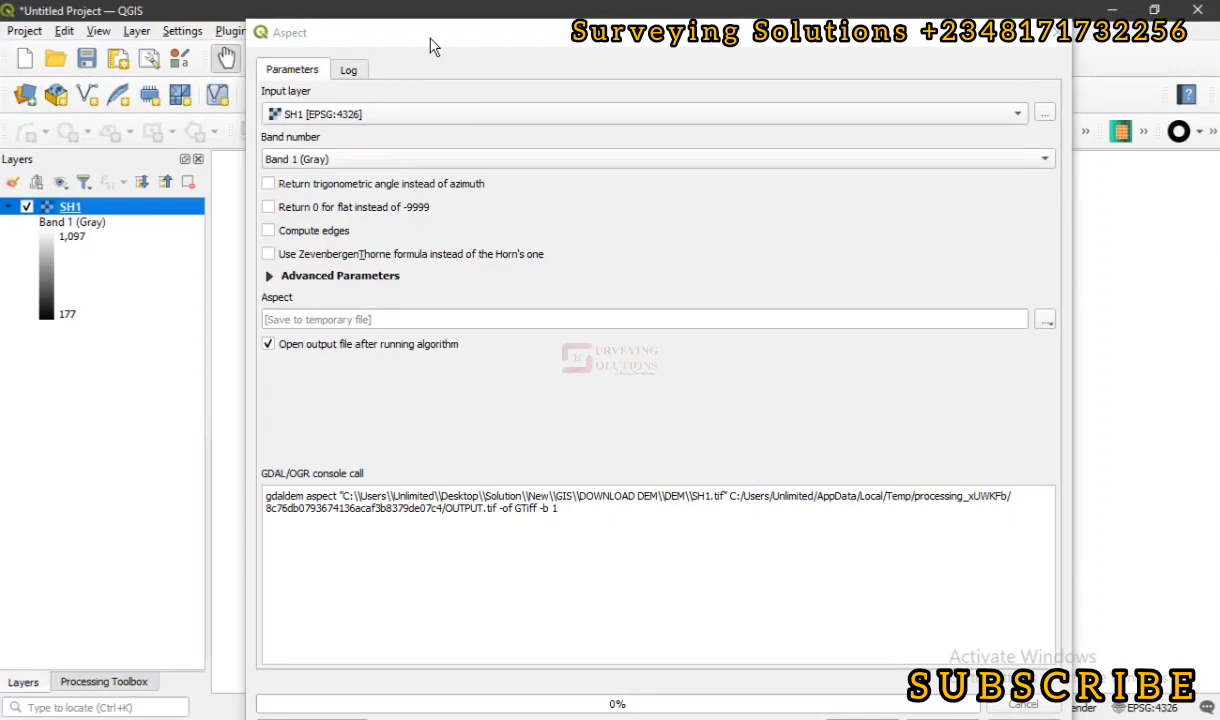 *Untitled Project — QGIS
Surveying Solutions +2348171732256
Project Edit View Layer Settings Plugin
Aspect
Parameters Log
Input layer
SH1 [EPSG:4326]
...
Band number
Band 1 (Gray)
Return trigonometric angle instead of azimuth
Return 0 for flat instead of -9999
Compute edges
Use ZevenbergenThorne formula instead of the Horn's one
Advanced Parameters
Aspect
[Save to temporary file]
...
Open output file after running algorithm
URVEYING
OLUTIONS
GDAL/OGR console call
gdaldem aspect "C:\\Users\\Unlimited\\Desktop\\Solution\\New\\GIS\\DOWNLOAD DEM\\DEM\\SH1.tif" C:/Users/Unlimited/AppData/Local/Temp/processing_xUWKFb/
8c76db0793674136acaf3b8379de07c4/OUTPUT.tif -of GTiff -b 1
Layers
SH1
Band 1 (Gray)
1,097
177
Activate Windows
SUBSCRIBE
Layers Processing Toolbox
Type to locate (Ctrl+K)
0%
Cancel
ender
EPSG:4326